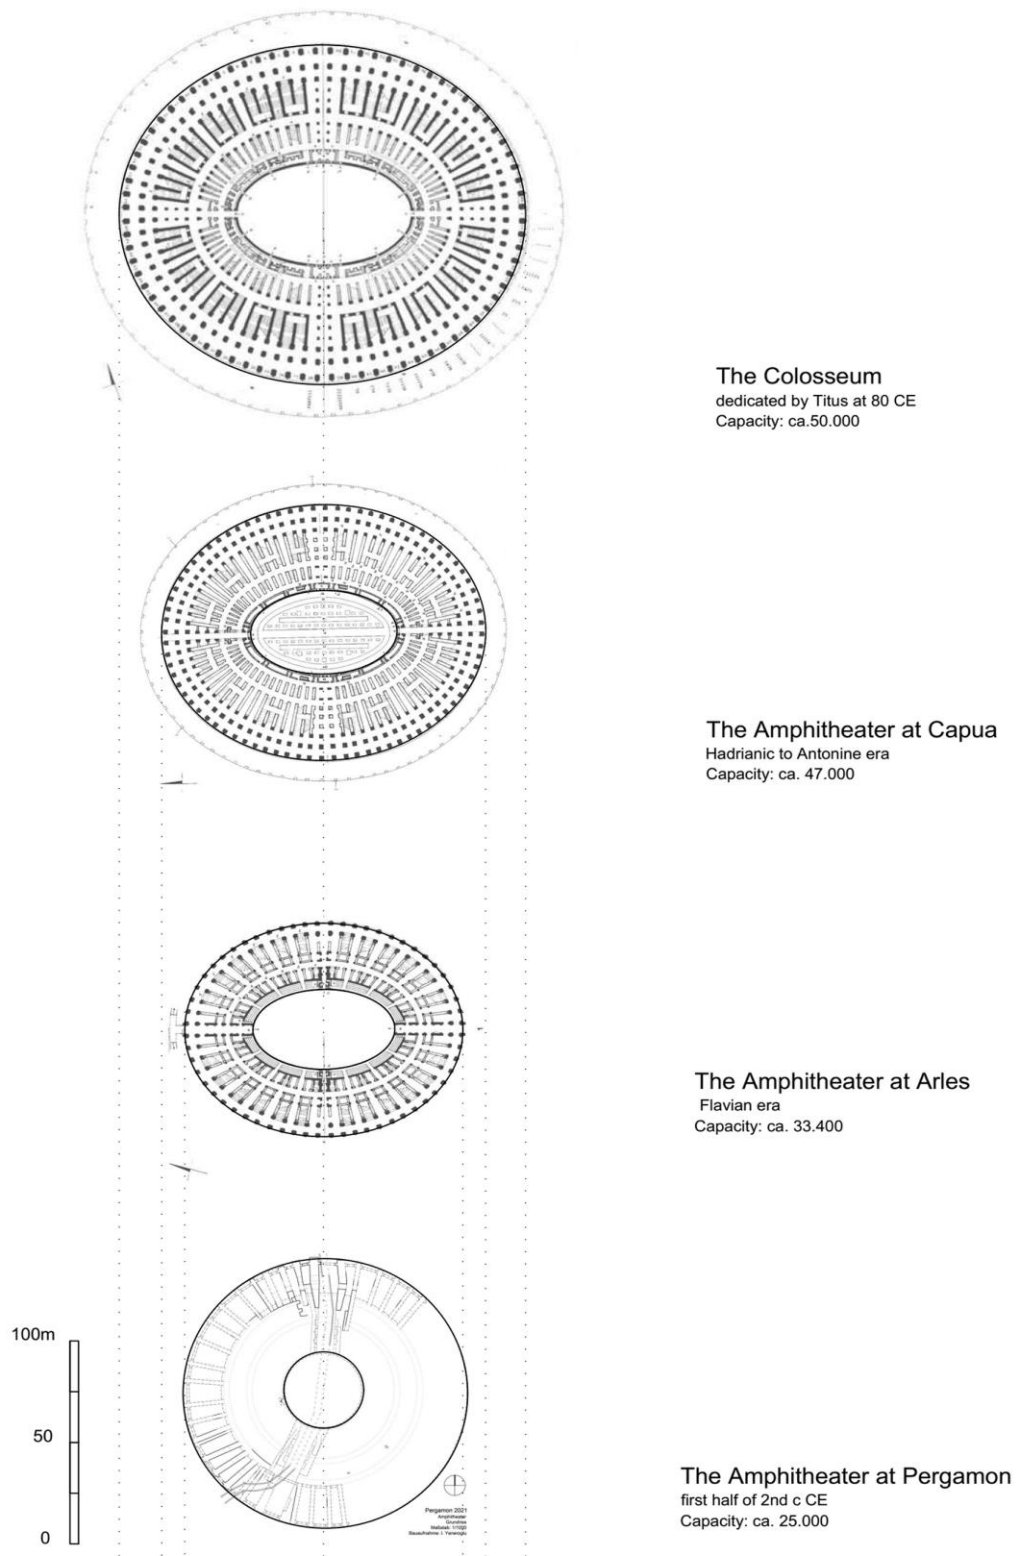 The Colosseum
dedicated by Titus at 80 CE
Capacity: ca.50.000
The Amphitheater at Capua
Hadrianic to Antonine era
Capacity: ca. 47.000
The Amphitheater at Arles
Flavian era
Capacity: ca. 33.400
100m
50
0
Pergamon 2021
Amphitheater
Grundriss
The Amphitheater at Pergamon
first half of 2nd c CE
Capacity: ca. 25.000